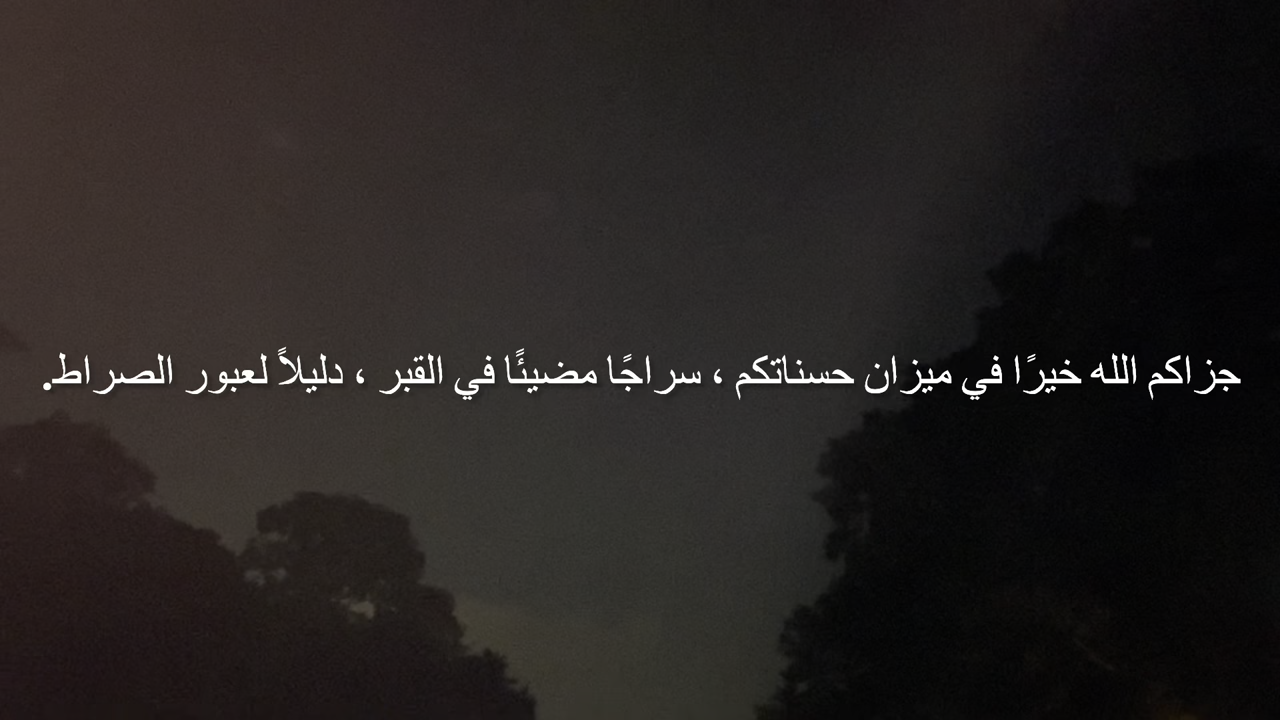 جزاكم الله خيرًا في ميزان حسناتكم ، سراجًا مضيئًا في القبر ، دليلاً لعبور الصراط.